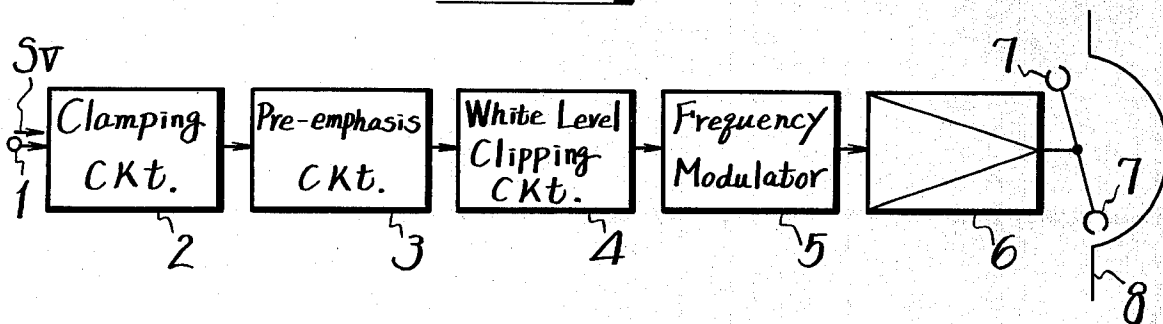 SV
Clamping
CKt.
Pre-emphasis
CKt.
White Level
Clipping
CKt.
Frequency
Modulator
7
7
1
2
3
4
5
6
8